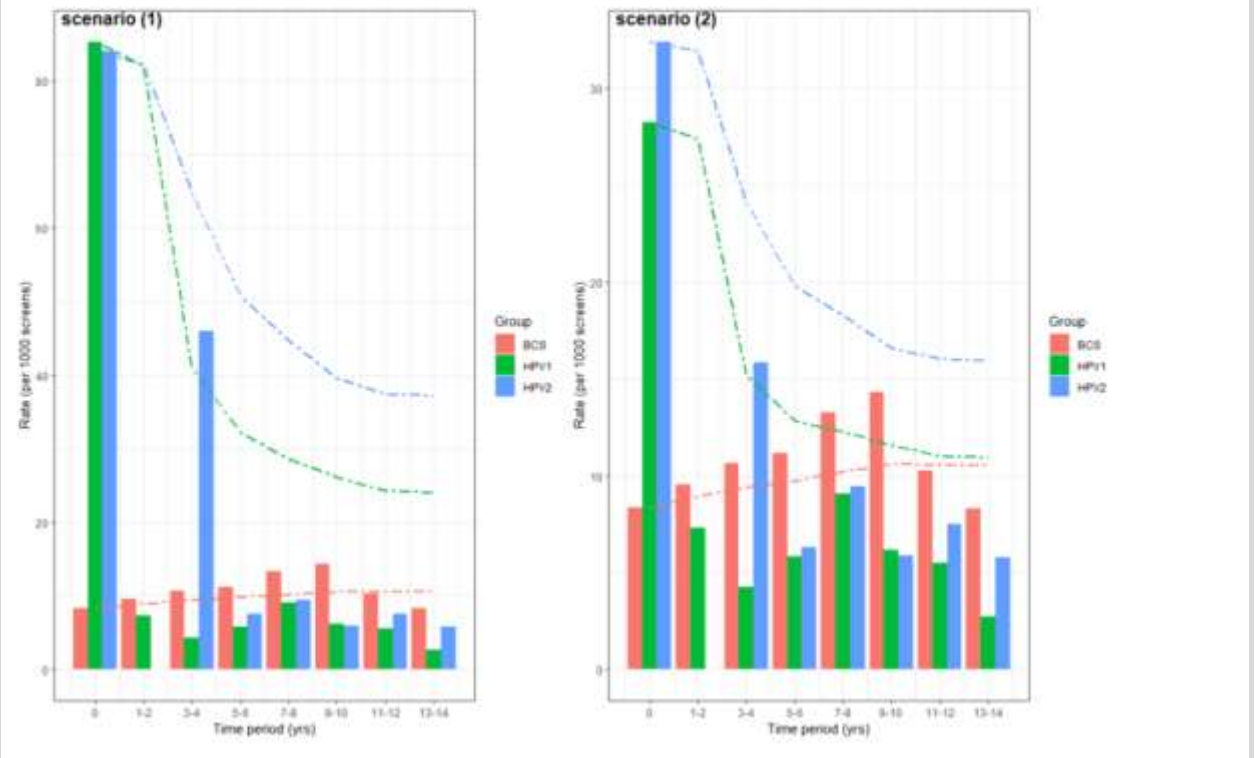 scenario (1)
80
60
40
20
0
Rate (per 1000 screens)
0 1-2 3-4 5-6 7-8 9-10 11-12 13-14
Time period (yrs)
Group
BCS
HPV1
HPV2
scenario (2)
30
20
10
0
Rate (per 1000 screens)
0 1-2 3-4 5-6 7-8 9-10 11-12 13-14
Time period (yrs)
Group
BCS
HPV1
HPV2